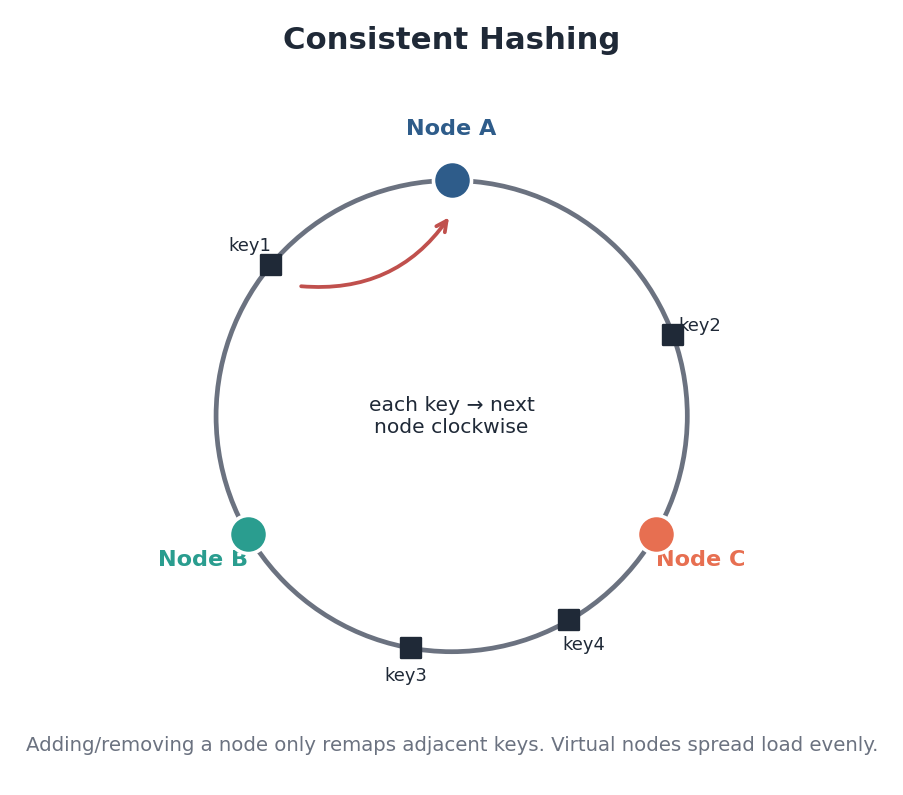 Consistent Hashing
Node A
key1
key2
each key → next
node clockwise
Node B
Node C
key4
key3
Adding/removing a node only remaps adjacent keys. Virtual nodes spread load evenly.